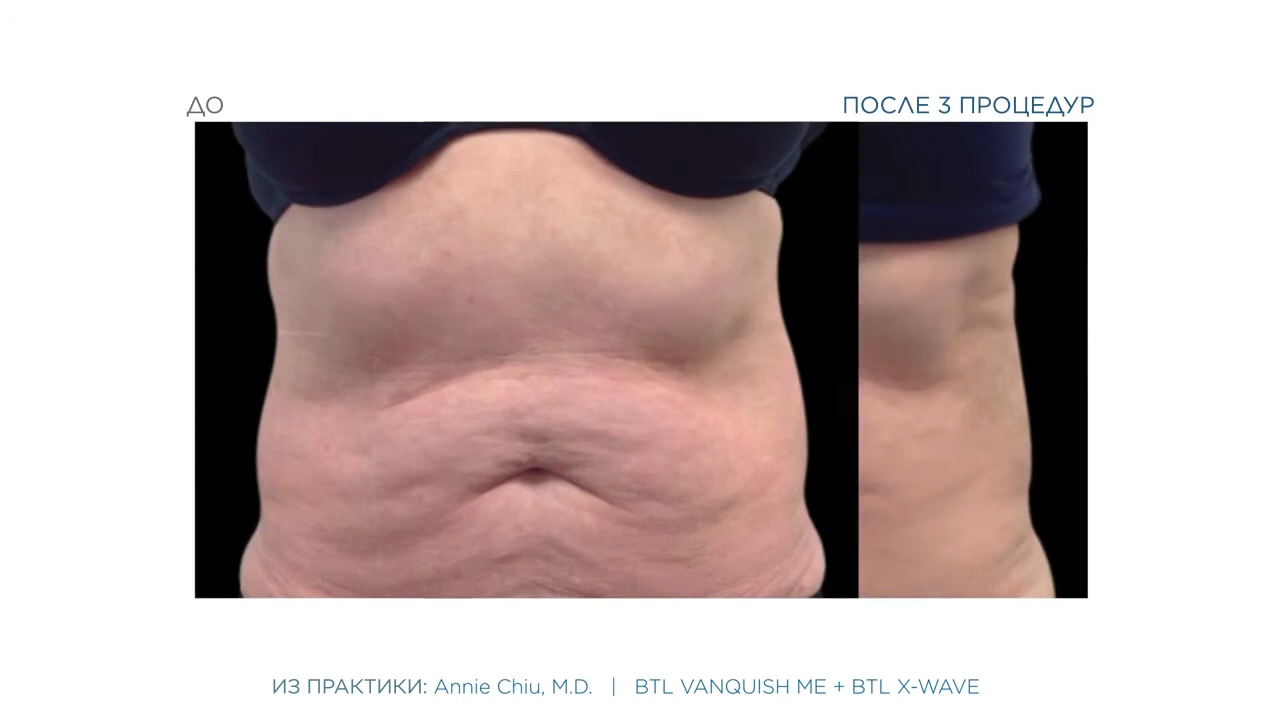 ДО
ПОСЛЕ 3 ПРОЦЕДУР
ИЗ ПРАКТИКИ: Annie Chiu, M.D. | BTL VANQUISH ME + BTL X-WAVE